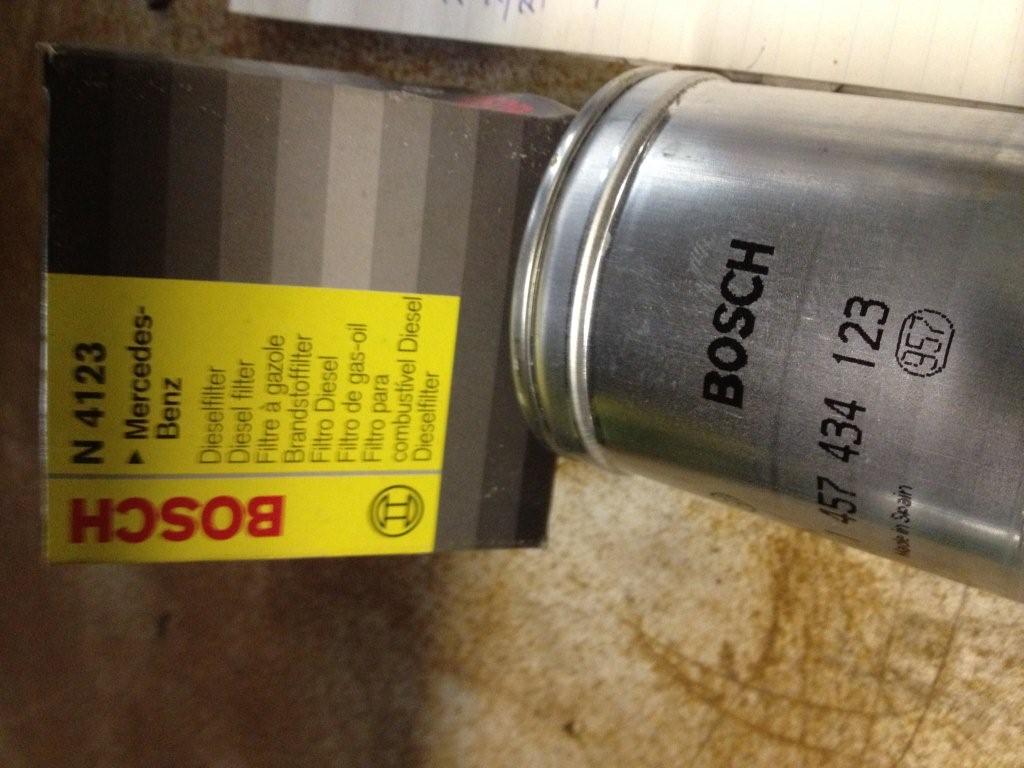 BOSCH
N 4123
▶ Mercedes-
Benz
Dieselfilter
Diesel filter
Filtre à gazole
Brandstoffilter
Filtro Diesel
Filtro de gas-oil
Filtro para
combustível Diesel
Dieselfilter
BOSCH
1 457 434 123
957
Made in Spain